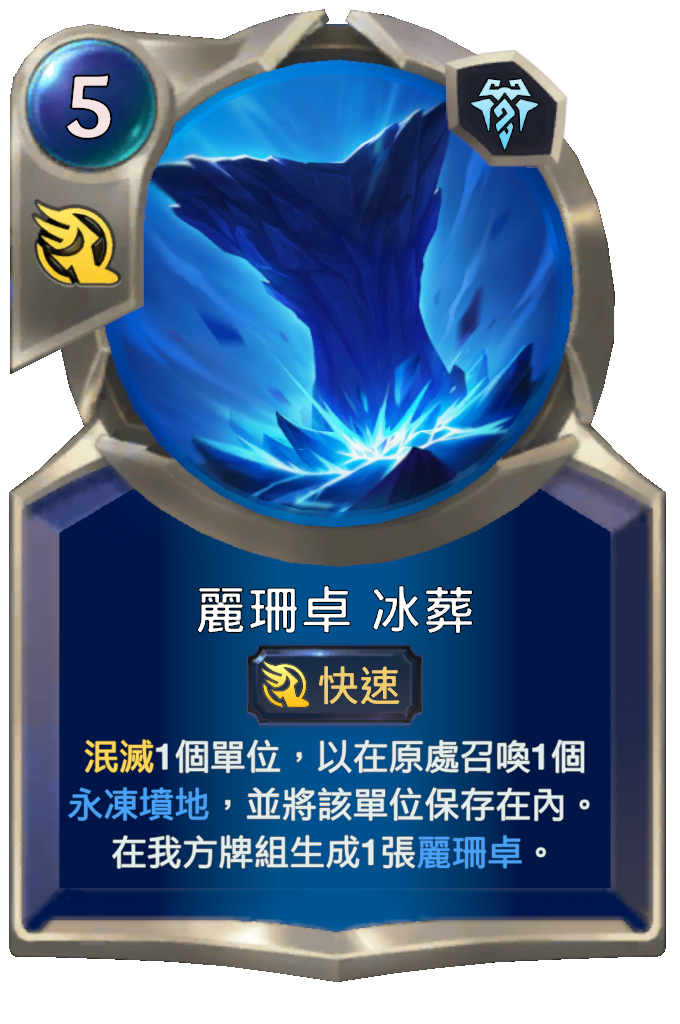 5
麗珊卓 冰葬
快速
泯滅1個單位，以在原處召喚1個
永凍墳地，並將該單位保存在內。
在我方牌組生成1張麗珊卓。